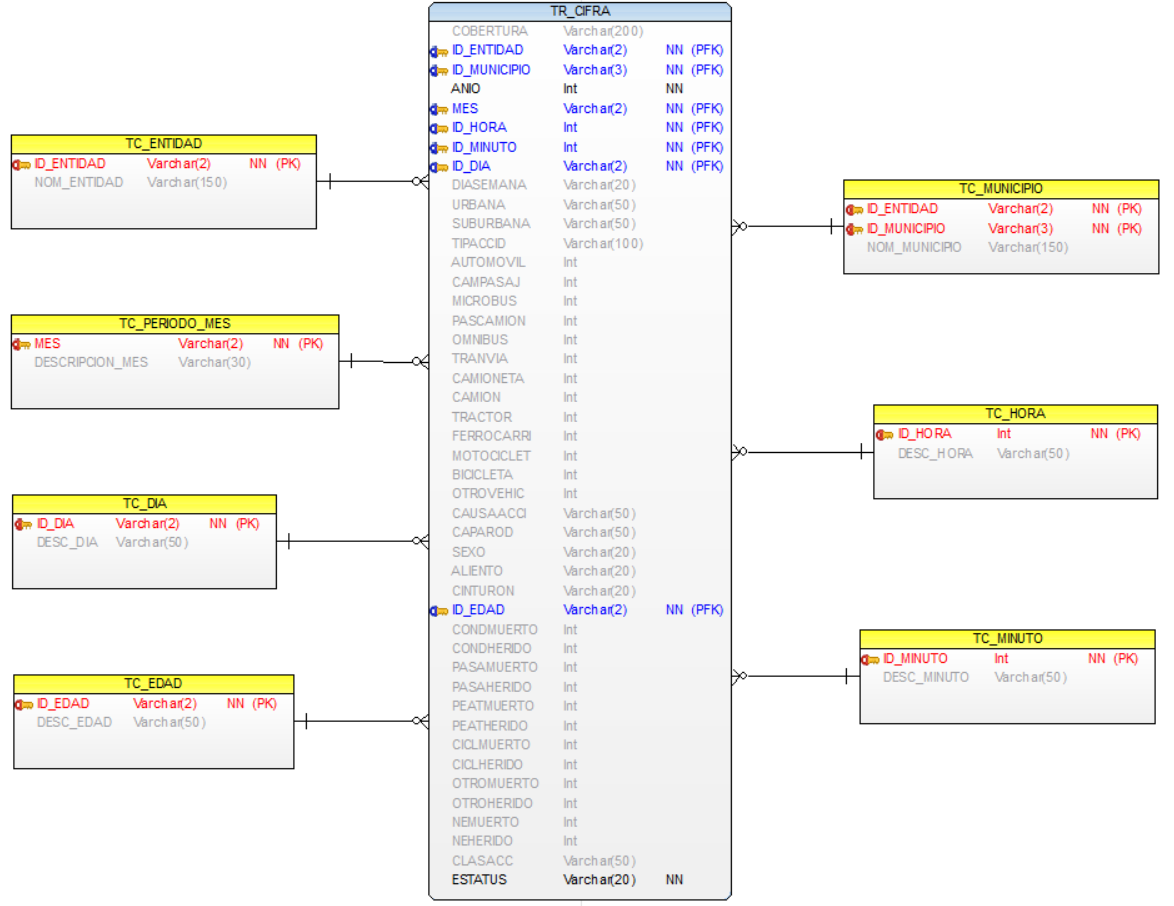 TR_CIFRA
COBERTURA Varchar(200)
ID_ENTIDAD Varchar(2) NN (PFK)
ID_MUNICIPIO Varchar(3) NN (PFK)
ANIO Int NN
MES Varchar(2) NN (PFK)
ID_HORA Int NN (PFK)
ID_MINUTO Int NN (PFK)
ID_DIA Varchar(2) NN (PFK)
DIASEMANA Varchar(20)
URBANA Varchar(50)
SUBURBANA Varchar(50)
TIPACCID Varchar(100)
AUTOMOVIL Int
CAMPASAJ Int
MICROBUS Int
PASCAMION Int
OMNIBUS Int
TRANVIA Int
CAMIONETA Int
CAMION Int
TRACTOR Int
FERROCARRI Int
MOTOCICLET Int
BICICLETA Int
OTROVEHIC Int
CAUSAACCI Varchar(50)
CAPAROD Varchar(50)
SEXO Varchar(20)
ALIENTO Varchar(20)
CINTURON Varchar(20)
ID_EDAD Varchar(2) NN (PFK)
CONDMUERTO Int
CONDHERIDO Int
PASAMUERTO Int
PASAHERIDO Int
PEATMUERTO Int
PEATHERIDO Int
CICLMUERTO Int
CICLHERIDO Int
OTROMUERTO Int
OTROHERIDO Int
NEMUERTO Int
NEHERIDO Int
CLASACC Varchar(50)
ESTATUS Varchar(20) NN
TC_ENTIDAD
ID_ENTIDAD Varchar(2) NN (PK)
NOM_ENTIDAD Varchar(150)
TC_PERIODO_MES
MES Varchar(2) NN (PK)
DESCRIPCION_MES Varchar(30)
TC_DIA
ID_DIA Varchar(2) NN (PK)
DESC_DIA Varchar(50)
TC_EDAD
ID_EDAD Varchar(2) NN (PK)
DESC_EDAD Varchar(50)
TC_MUNICIPIO
ID_ENTIDAD Varchar(2) NN (PK)
ID_MUNICIPIO Varchar(3) NN (PK)
NOM_MUNICIPIO Varchar(150)
TC_HORA
ID_HORA Int NN (PK)
DESC_HORA Varchar(50)
TC_MINUTO
ID_MINUTO Int NN (PK)
DESC_MINUTO Varchar(50)